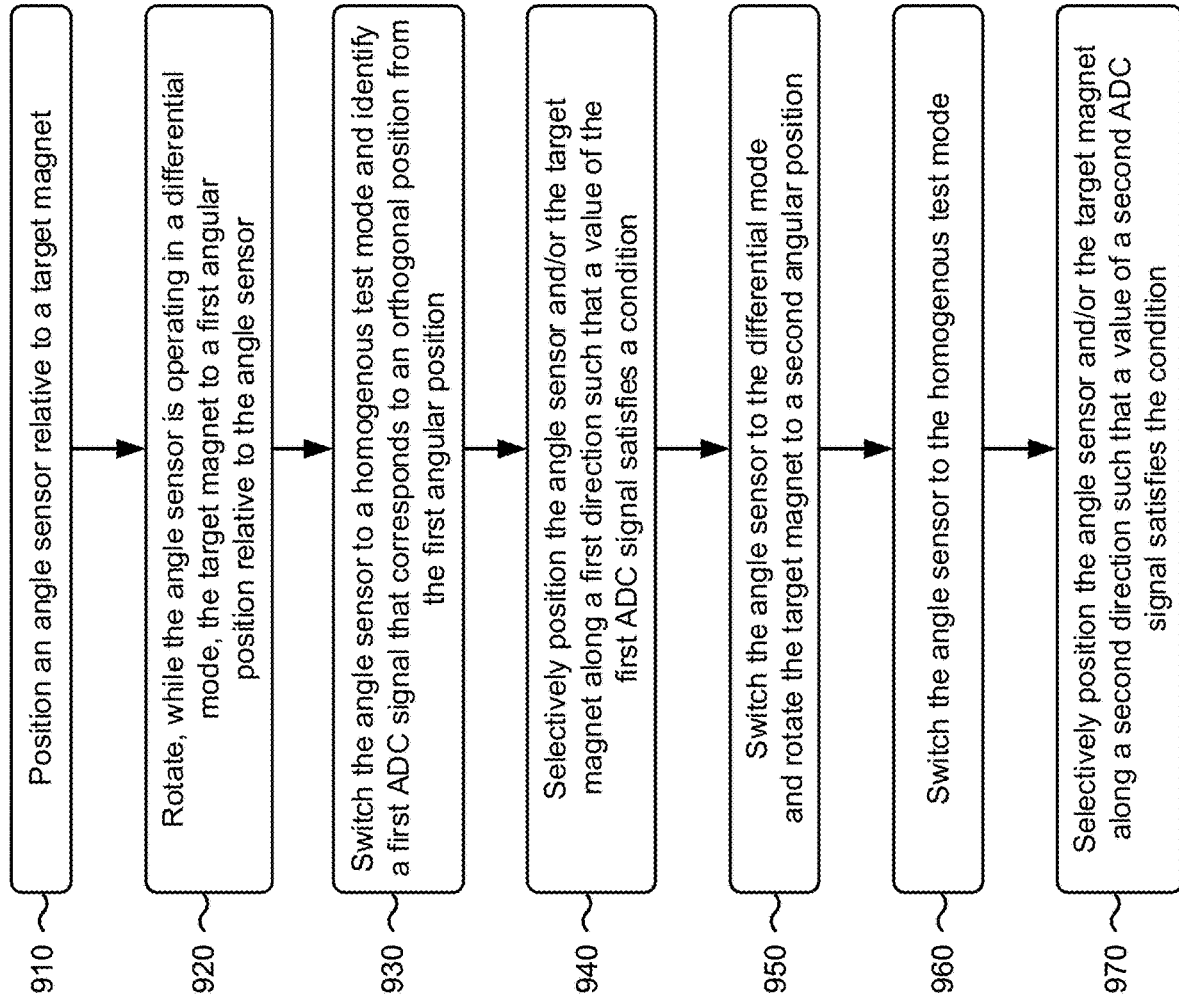 910
Position an angle sensor relative to a target magnet
920
Rotate, while the angle sensor is operating in a differential
mode, the target magnet to a first angular
position relative to the angle sensor
930
Switch the angle sensor to a homogenous test mode and identify
a first ADC signal that corresponds to an orthogonal position from
the first angular position
940
Selectively position the angle sensor and/or the target
magnet along a first direction such that a value of the
first ADC signal satisfies a condition
950
Switch the angle sensor to the differential mode
and rotate the target magnet to a second angular position
960
Switch the angle sensor to the homogenous test mode
970
Selectively position the angle sensor and/or the target magnet
along a second direction such that a value of a second ADC
signal satisfies the condition